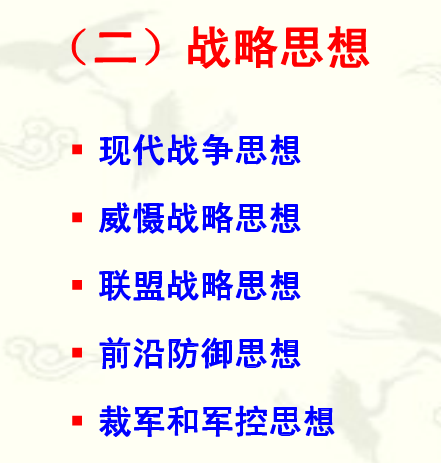 （二）战略思想
▪ 现代战争思想
▪ 威慑战略思想
▪ 联盟战略思想
▪ 前沿防御思想
▪ 裁军和军控思想